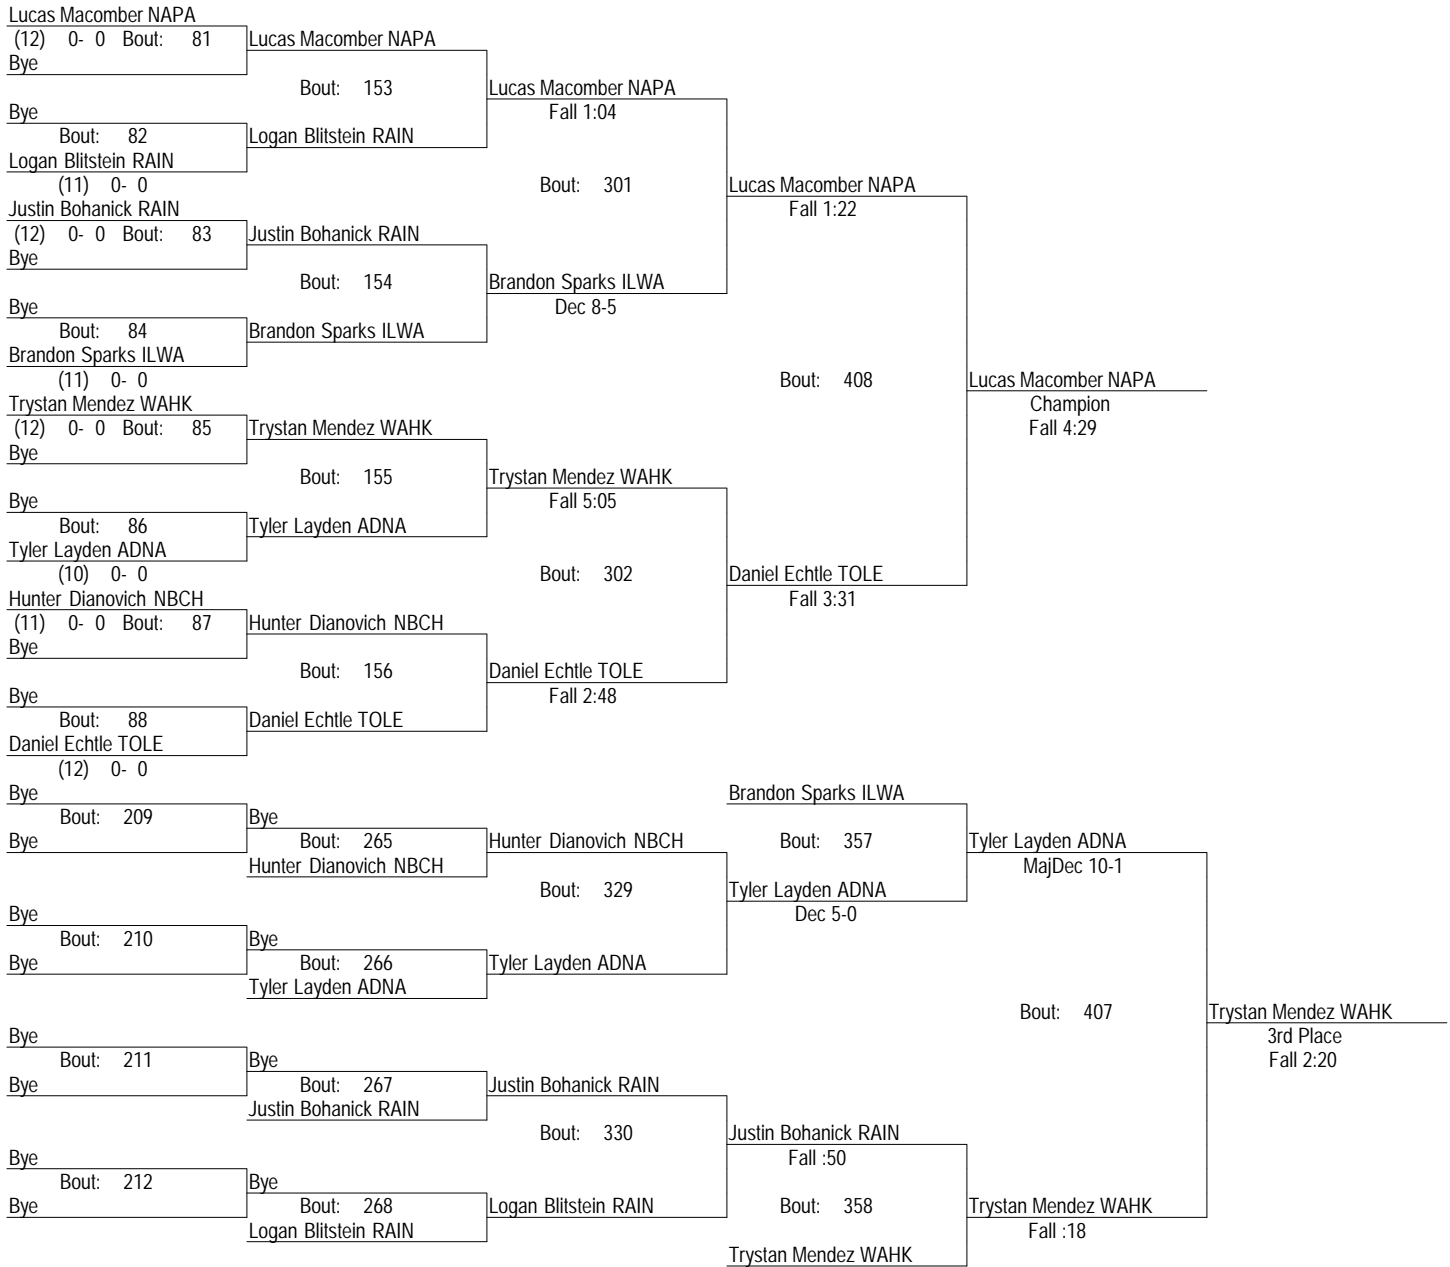 Lucas Macomber NAPA
(12) 0- 0 Bout: 81 Lucas Macomber NAPA
Bye
Bout: 153 Lucas Macomber NAPA
Bye Fall 1:04
Bout: 82 Logan Blitstein RAIN
Logan Blitstein RAIN
(11) 0- 0 Bout: 301 Lucas Macomber NAPA
Justin Bohanick RAIN Fall 1:22
(12) 0- 0 Bout: 83 Justin Bohanick RAIN
Bye
Bout: 154 Brandon Sparks ILWA
Bye Dec 8-5
Bout: 84 Brandon Sparks ILWA
Brandon Sparks ILWA
(11) 0- 0 Bout: 408 Lucas Macomber NAPA
Trystan Mendez WAHK Champion
(12) 0- 0 Bout: 85 Trystan Mendez WAHK Fall 4:29
Bye
Bout: 155 Trystan Mendez WAHK
Bye Fall 5:05
Bout: 86 Tyler Layden ADNA
Tyler Layden ADNA
(10) 0- 0 Bout: 302 Daniel Echtle TOLE
Hunter Dianovich NBCH Fall 3:31
(11) 0- 0 Bout: 87 Hunter Dianovich NBCH
Bye
Bout: 156 Daniel Echtle TOLE
Bye Fall 2:48
Bout: 88 Daniel Echtle TOLE
Daniel Echtle TOLE
(12) 0- 0
Bye Brandon Sparks ILWA
Bout: 209 Bye
Bye Bout: 265 Hunter Dianovich NBCH Bout: 357 Tyler Layden ADNA
Hunter Dianovich NBCH MajDec 10-1
Bout: 329 Tyler Layden ADNA
Bye Dec 5-0
Bout: 210 Bye
Bye Bout: 266 Tyler Layden ADNA
Tyler Layden ADNA
Bout: 407 Trystan Mendez WAHK
Bye 3rd Place
Bout: 211 Bye Fall 2:20
Bye Bout: 267 Justin Bohanick RAIN
Justin Bohanick RAIN
Bout: 330 Justin Bohanick RAIN
Bye Fall :50
Bout: 212 Bye
Bye Bout: 268 Logan Blitstein RAIN Bout: 358 Trystan Mendez WAHK
Logan Blitstein RAIN Fall :18
Trystan Mendez WAHK